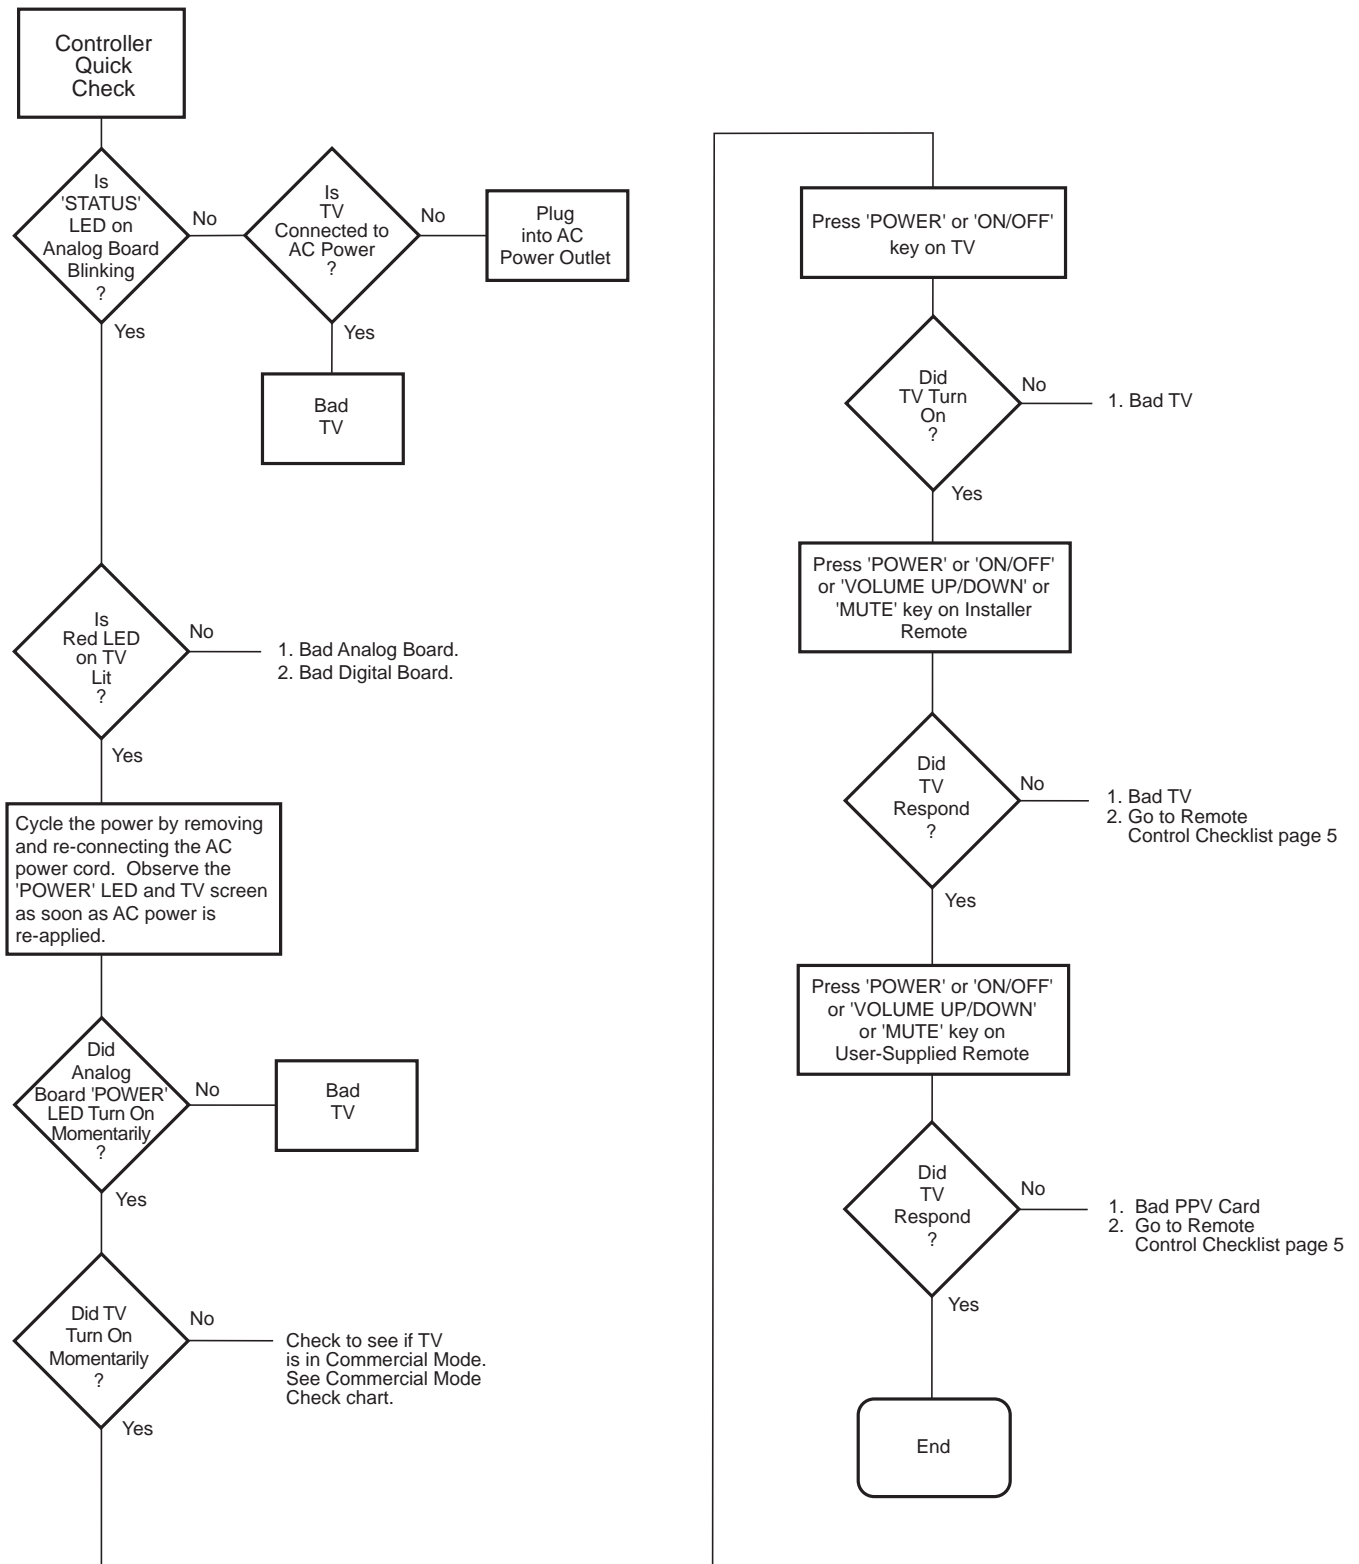 Controller
Quick
Check
Is
'STATUS'
LED on
Analog Board
Blinking
?
No
Is
TV
Connected to
AC Power
?
No
Plug
into AC
Power Outlet
Yes
Yes
Bad
TV
Is
Red LED
on TV
Lit
?
No
1. Bad Analog Board.
2. Bad Digital Board.
Yes
Cycle the power by removing
and re-connecting the AC
power cord. Observe the
'POWER' LED and TV screen
as soon as AC power is
re-applied.
Did
Analog
Board 'POWER'
LED Turn On
Momentarily
?
No
Bad
TV
Yes
Did TV
Turn On
Momentarily
?
No
Check to see if TV
is in Commercial Mode.
See Commercial Mode
Check chart.
Yes
Press 'POWER' or 'ON/OFF'
key on TV
Did
TV Turn
On
?
No
1. Bad TV
Yes
Press 'POWER' or 'ON/OFF'
or 'VOLUME UP/DOWN' or
'MUTE' key on Installer
Remote
Did
TV
Respond
?
No
1. Bad TV
2. Go to Remote
Control Checklist page 5
Yes
Press 'POWER' or 'ON/OFF'
or 'VOLUME UP/DOWN'
or 'MUTE' key on
User-Supplied Remote
Did
TV
Respond
?
No
1. Bad PPV Card
2. Go to Remote
Control Checklist page 5
Yes
End